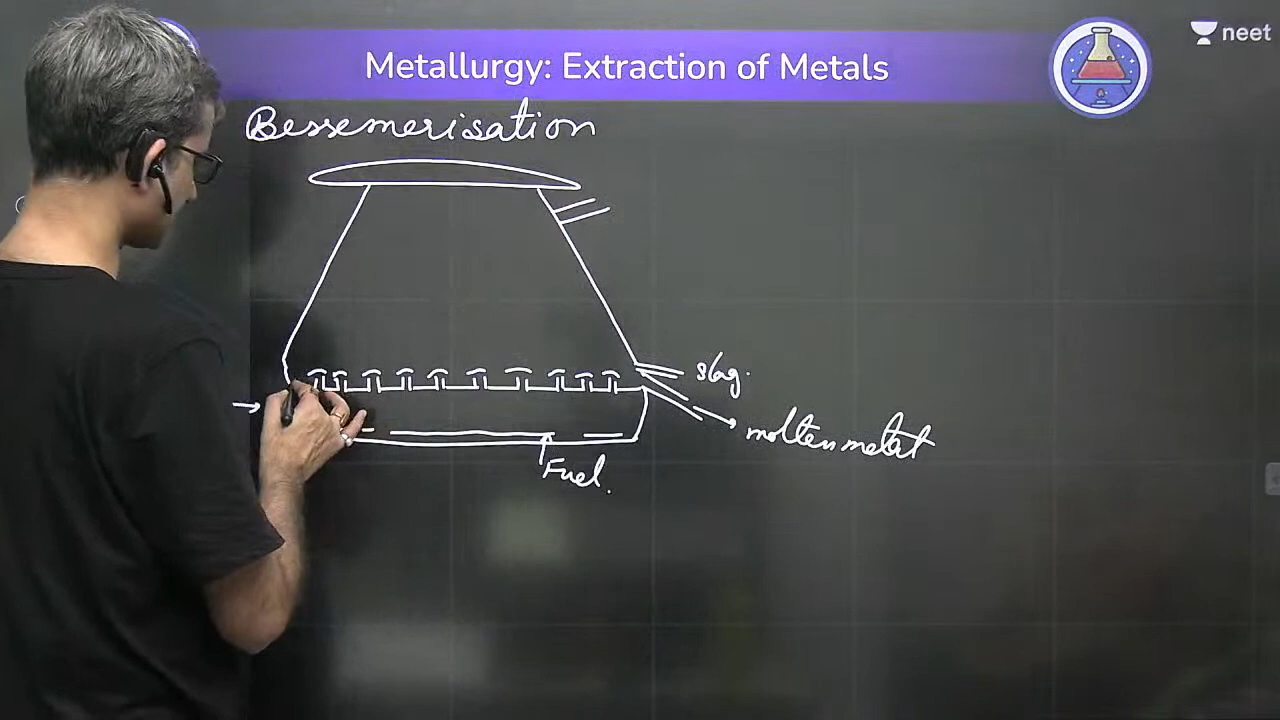 neet
Metallurgy: Extraction of Metals
Bessemerisation
slag.
molten metal
Fuel.